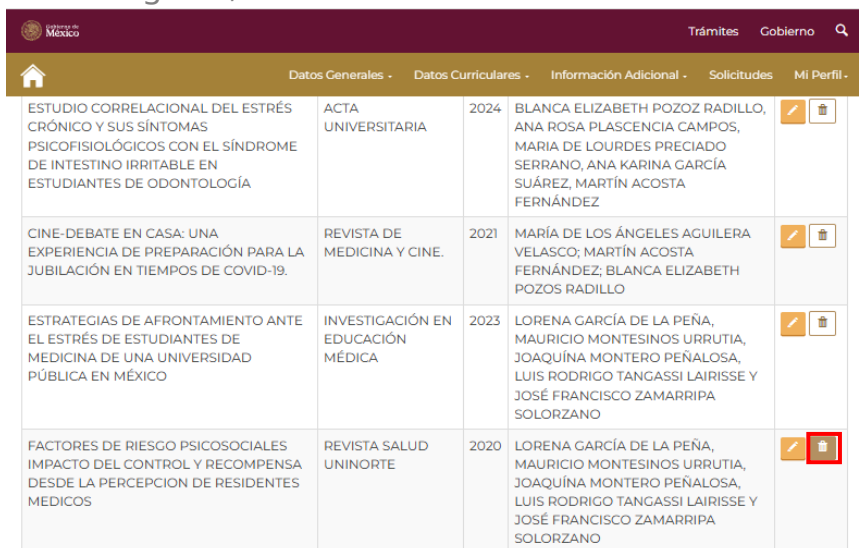 Gobierno de
México
Trámites Gobierno
Datos Generales Datos Curriculares Información Adicional Solicitudes Mi Perfil
ESTUDIO CORRELACIONAL DEL ESTRÉS
CRÓNICO Y SUS SÍNTOMAS
PSICOFISIOLÓGICOS CON EL SÍNDROME
DE INTESTINO IRRITABLE EN
ESTUDIANTES DE ODONTOLOGÍA
ACTA
UNIVERSITARIA
2024
BLANCA ELIZABETH POZOZ RADILLO,
ANA ROSA PLASCENCIA CAMPOS,
MARIA DE LOURDES PRECIADO
SERRANO, ANA KARINA GARCÍA
SUÁREZ, MARTÍN ACOSTA
FERNÁNDEZ
CINE-DEBATE EN CASA: UNA
EXPERIENCIA DE PREPARACIÓN PARA LA
JUBILACIÓN EN TIEMPOS DE COVID-19.
REVISTA DE
MEDICINA Y CINE.
2021
MARÍA DE LOS ÁNGELES AGUILERA
VELASCO; MARTÍN ACOSTA
FERNÁNDEZ; BLANCA ELIZABETH
POZOS RADILLO
ESTRATEGIAS DE AFRONTAMIENTO ANTE
EL ESTRÉS DE ESTUDIANTES DE
MEDICINA DE UNA UNIVERSIDAD
PÚBLICA EN MÉXICO
INVESTIGACIÓN EN
EDUCACIÓN
MÉDICA
2023
LORENA GARCÍA DE LA PEÑA,
MAURICIO MONTESINOS URRUTIA,
JOAQUÍNA MONTERO PEÑALOSA,
LUIS RODRIGO TANGASSI LAIRISSE Y
JOSÉ FRANCISCO ZAMARRIPA
SOLORZANO
FACTORES DE RIESGO PSICOSOCIALES
IMPACTO DEL CONTROL Y RECOMPENSA
DESDE LA PERCEPCION DE RESIDENTES
MEDICOS
REVISTA SALUD
UNINORTE
2020
LORENA GARCÍA DE LA PEÑA,
MAURICIO MONTESINOS URRUTIA,
JOAQUÍNA MONTERO PEÑALOSA,
LUIS RODRIGO TANGASSI LAIRISSE Y
JOSÉ FRANCISCO ZAMARRIPA
SOLORZANO